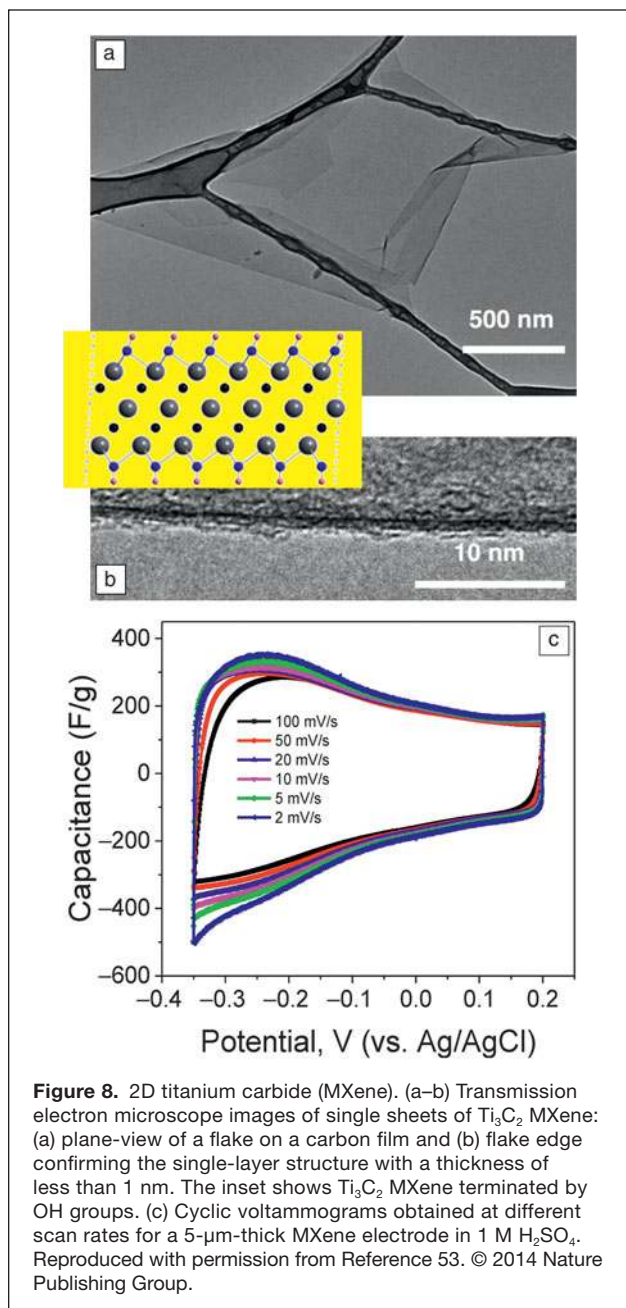 a
500 nm
10 nm
b
c
400
200
0
–200
–400
–600
Capacitance (F/g)
100 mV/s
50 mV/s
20 mV/s
10 mV/s
5 mV/s
2 mV/s
–0.4 –0.3 –0.2 –0.1 0.0 0.1 0.2
Potential, V (vs. Ag/AgCl)
Figure 8. 2D titanium carbide (MXene). (a–b) Transmission
electron microscope images of single sheets of Ti₃C₂ MXene:
(a) plane-view of a flake on a carbon film and (b) flake edge
confirming the single-layer structure with a thickness of
less than 1 nm. The inset shows Ti₃C₂ MXene terminated by
OH groups. (c) Cyclic voltammograms obtained at different
scan rates for a 5-μm-thick MXene electrode in 1 M H₂SO₄.
Reproduced with permission from Reference 53. © 2014 Nature
Publishing Group.